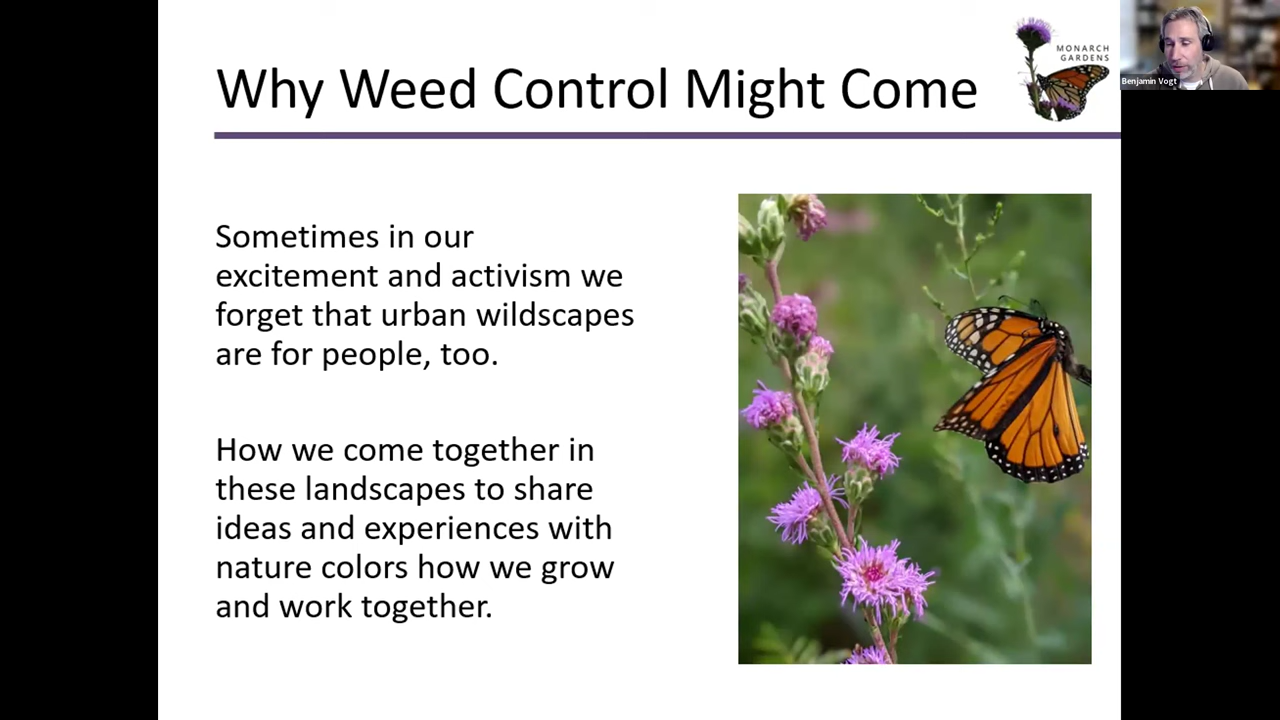 Why Weed Control Might Come
MONARCH
GARDENS
Benjamin Vogt
Sometimes in our
excitement and activism we
forget that urban wildscapes
are for people, too.
How we come together in
these landscapes to share
ideas and experiences with
nature colors how we grow
and work together.